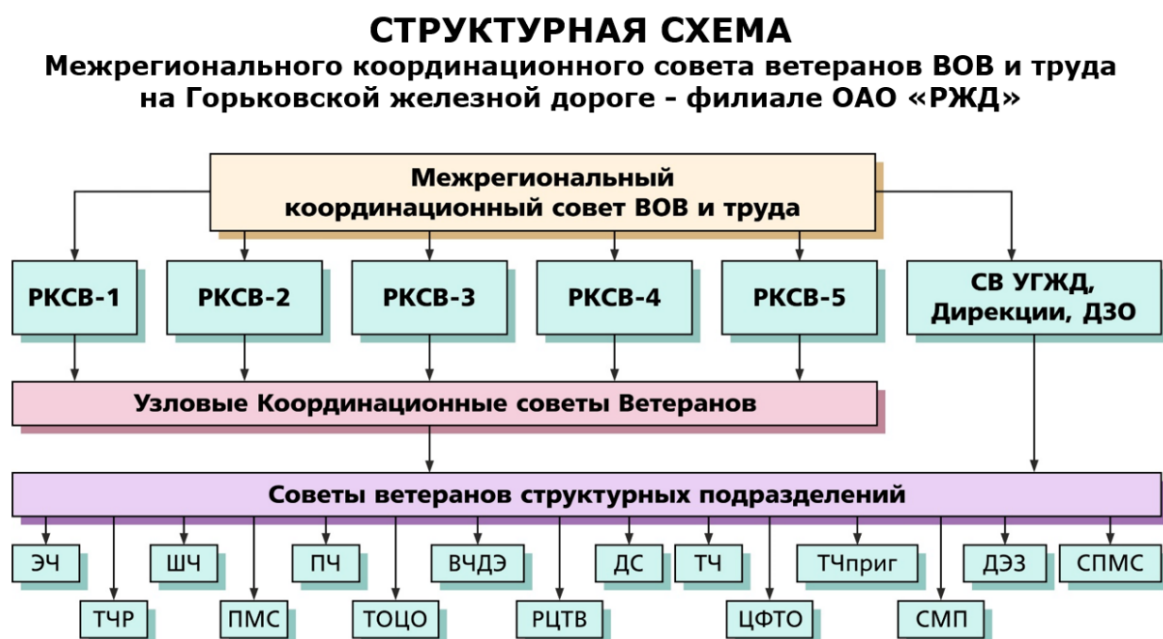 СТРУКТУРНАЯ СХЕМА
Межрегионального координационного совета ветеранов ВОВ и труда
на Горьковской железной дороге – филиале ОАО «РЖД»
Межрегиональный
координационный совет ВОВ и труда
РКСВ-1
РКСВ-2
РКСВ-3
РКСВ-4
РКСВ-5
СВ УГЖД,
Дирекции, ДЗО
Узловые Координационные советы Ветеранов
Советы ветеранов структурных подразделений
ЭЧ
ШЧ
ПЧ
ВЧДЭ
ДС
ТЧ
ТЧприг
ДЭЗ
СПМС
ТЧР
ПМС
ТОЦО
РЦТВ
ЦФТО
СМП